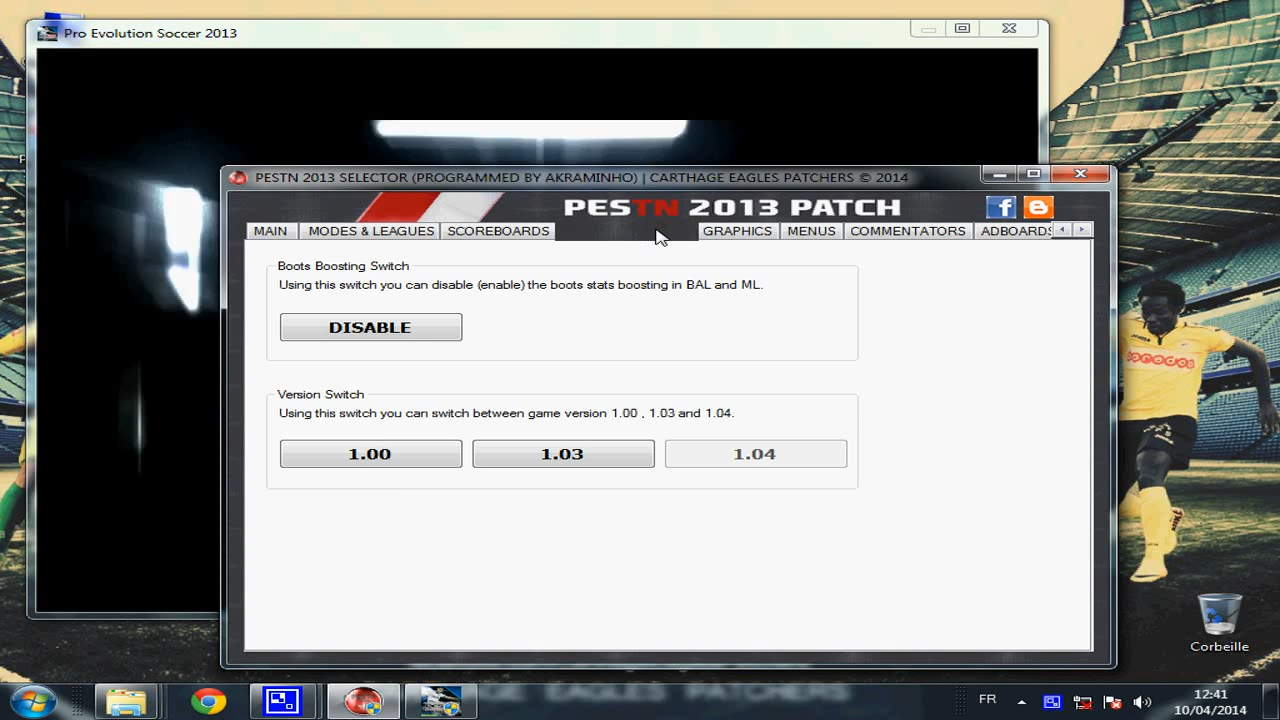 Pro Evolution Soccer 2013
PESTN 2013 SELECTOR (PROGRAMMED BY AKRAMINHO) | CARTHAGE EAGLES PATCHERS © 2014
PESTN 2013 PATCH
MAIN
MODES & LEAGUES
SCOREBOARDS
GRAPHICS
MENUS
COMMENTATORS
ADBOARDS
Boots Boosting Switch
Using this switch you can disable (enable) the boots stats boosting in BAL and ML.
DISABLE
Version Switch
Using this switch you can switch between game version 1.00 , 1.03 and 1.04.
1.00
1.03
1.04
ooredoo
Corbeille
FR
12:41
10/04/2014